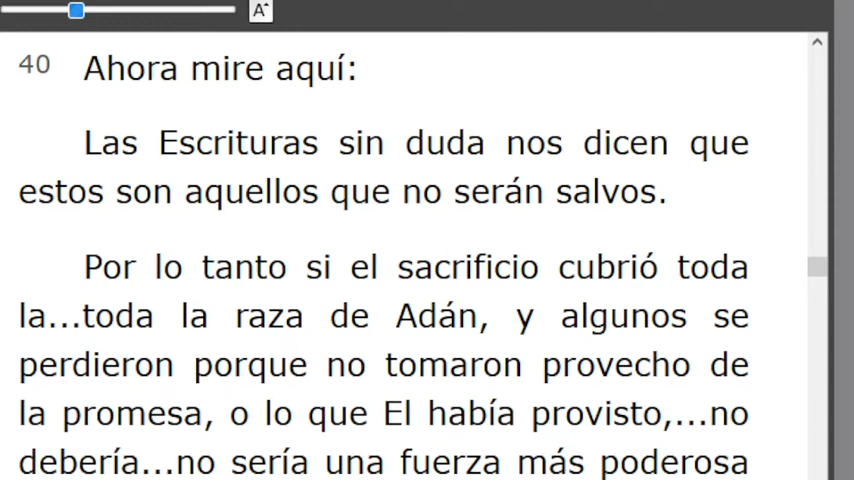 A
40 Ahora mire aquí:
Las Escrituras sin duda nos dicen que
estos son aquellos que no serán salvos.
Por lo tanto si el sacrificio cubrió toda
la...toda la raza de Adán, y algunos se
perdieron porque no tomaron provecho de
la promesa, o lo que El había provisto,...no
debería...no sería una fuerza más poderosa